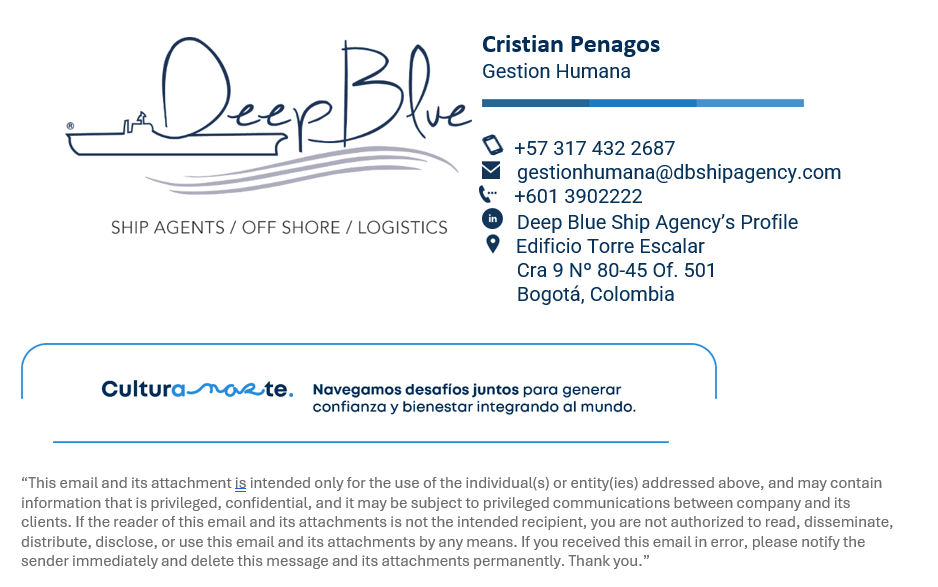 Deep Blue
®
SHIP AGENTS / OFF SHORE / LOGISTICS
Cristian Penagos
Gestion Humana
+57 317 432 2687
gestionhumana@dbshipagency.com
+601 3902222
in
Deep Blue Ship Agency’s Profile
Edificio Torre Escalar
Cra 9 Nº 80-45 Of. 501
Bogotá, Colombia
Culturamarte.
Navegamos desafíos juntos para generar
confianza y bienestar integrando al mundo.
“This email and its attachment is intended only for the use of the individual(s) or entity(ies) addressed above, and may contain
information that is privileged, confidential, and it may be subject to privileged communications between company and its
clients. If the reader of this email and its attachments is not the intended recipient, you are not authorized to read, disseminate,
distribute, disclose, or use this email and its attachments by any means. If you received this email in error, please notify the
sender immediately and delete this message and its attachments permanently. Thank you.”